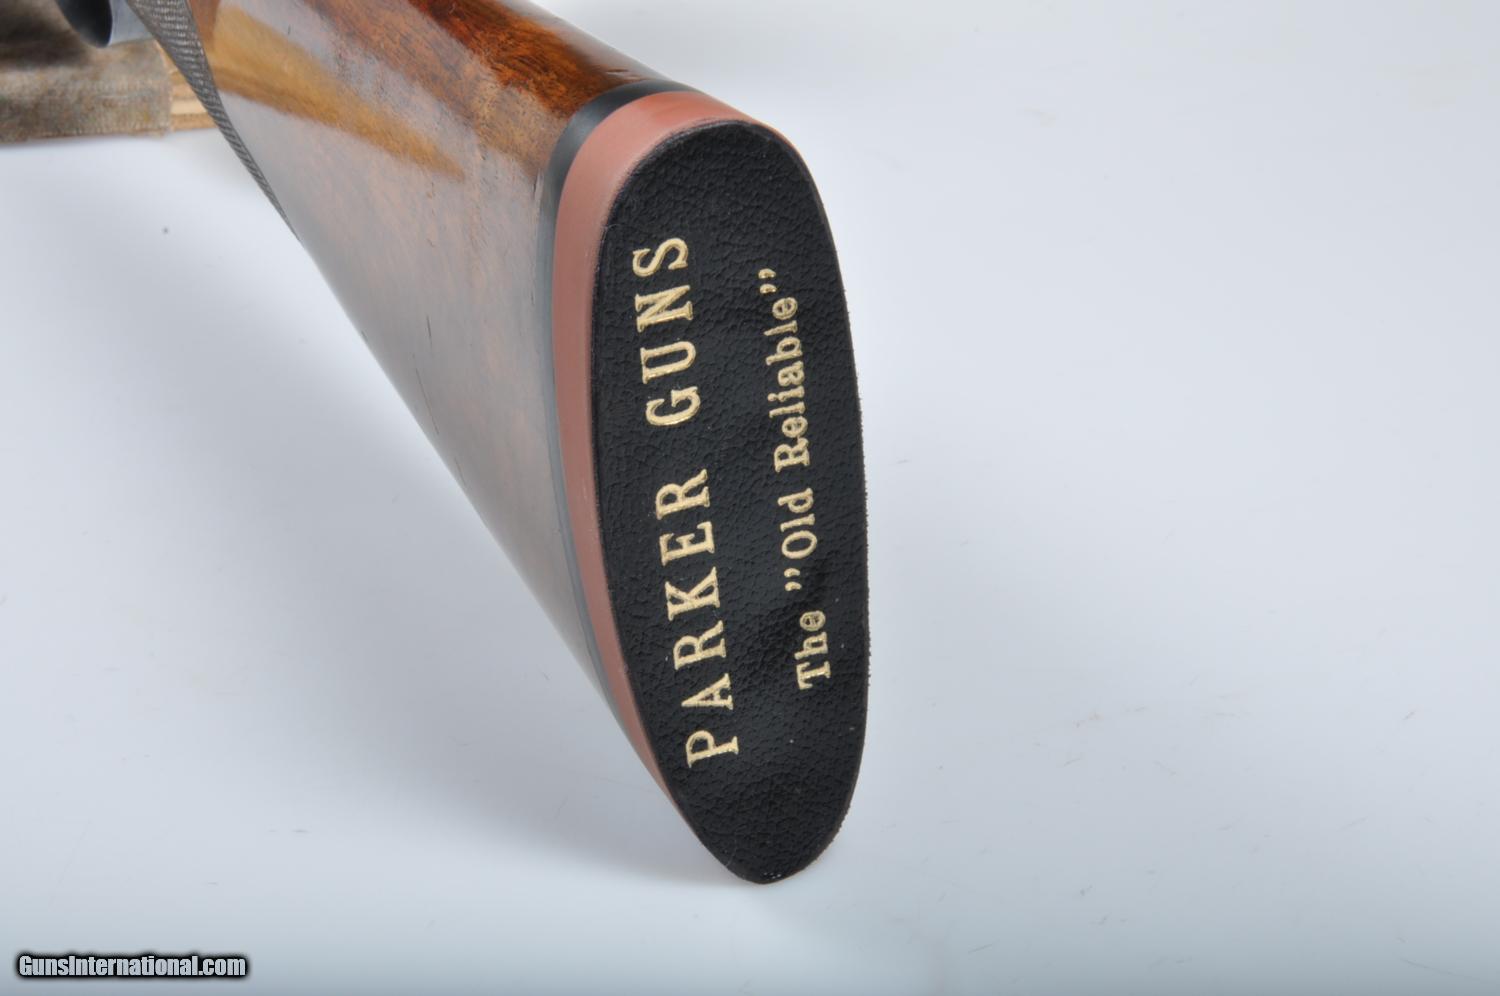 PARKER GUNS
The "Old Reliable"
GunsInternational.com